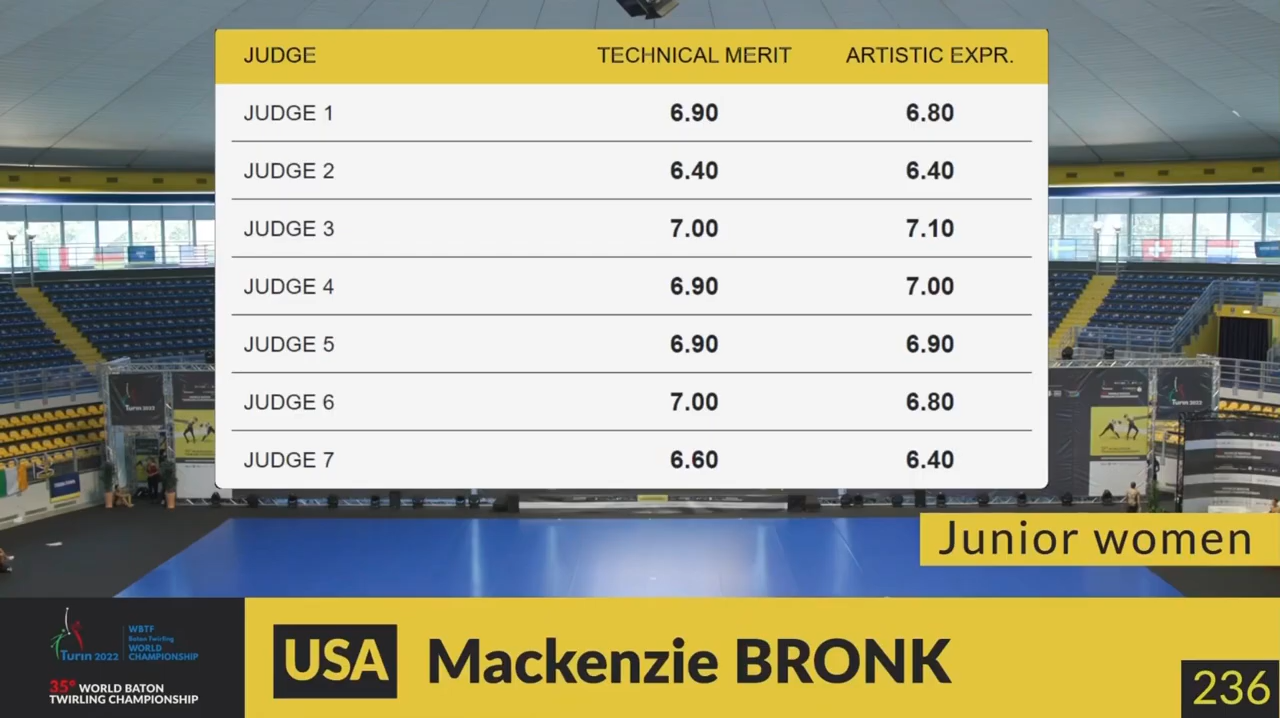 JUDGE TECHNICAL MERIT ARTISTIC EXPR.
JUDGE 1 6.90 6.80
JUDGE 2 6.40 6.40
JUDGE 3 7.00 7.10
JUDGE 4 6.90 7.00
JUDGE 5 6.90 6.90
JUDGE 6 7.00 6.80
JUDGE 7 6.60 6.40
Turin 2022
Junior women
Turin 2022
WBTF
Baton Twirling
WORLD
CHAMPIONSHIP
35° WORLD BATON
TWIRLING CHAMPIONSHIP
USA Mackenzie BRONK
236